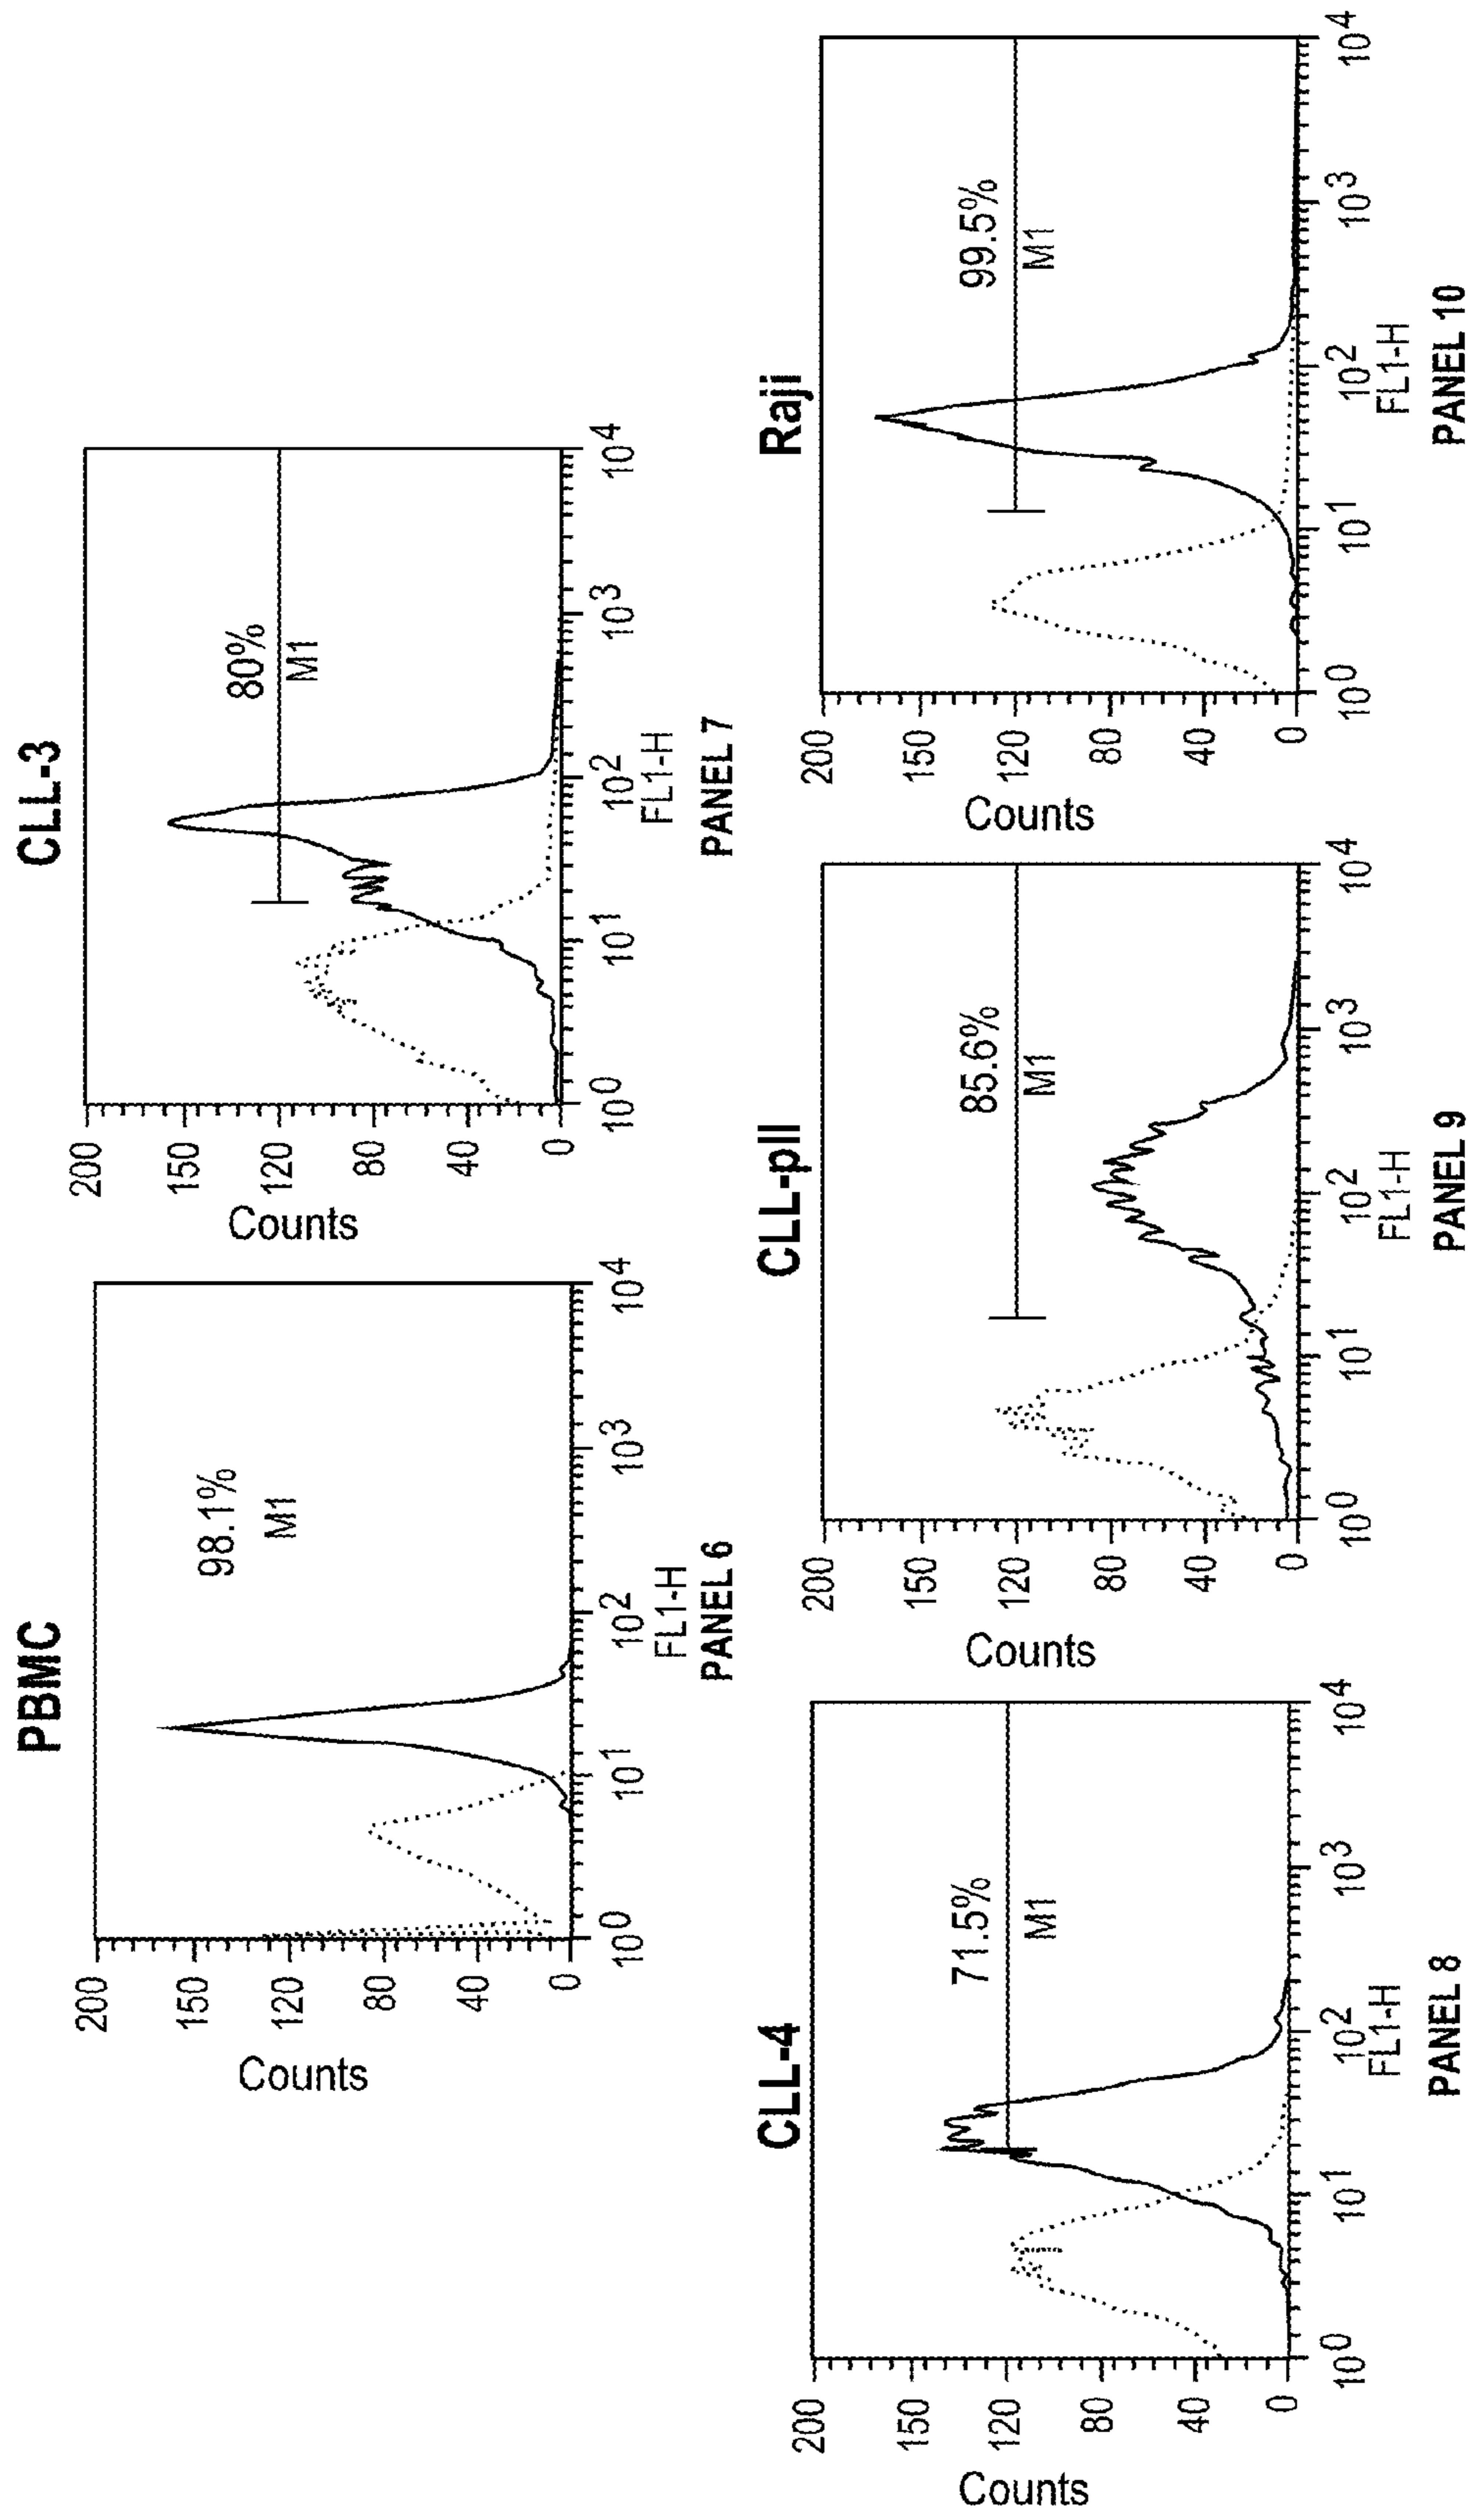 PBMC
200
150
120
80
40
0
Counts
98.1%
M1
10^0 10^1 10^2 10^3 10^4
FL1-H
PANEL 6
CLL-3
200
150
120
80
40
0
Counts
80%
M1
10^0 10^1 10^2 10^3 10^4
FL1-H
PANEL 7
CLL-4
200
150
120
80
40
0
Counts
71.5%
M1
10^0 10^1 10^2 10^3 10^4
FL1-H
PANEL 8
CLL-pII
200
150
120
80
40
0
Counts
85.6%
M1
10^0 10^1 10^2 10^3 10^4
FL1-H
PANEL 9
Raji
200
150
120
80
40
0
Counts
99.5%
M1
10^0 10^1 10^2 10^3 10^4
FL1-H
PANEL 10